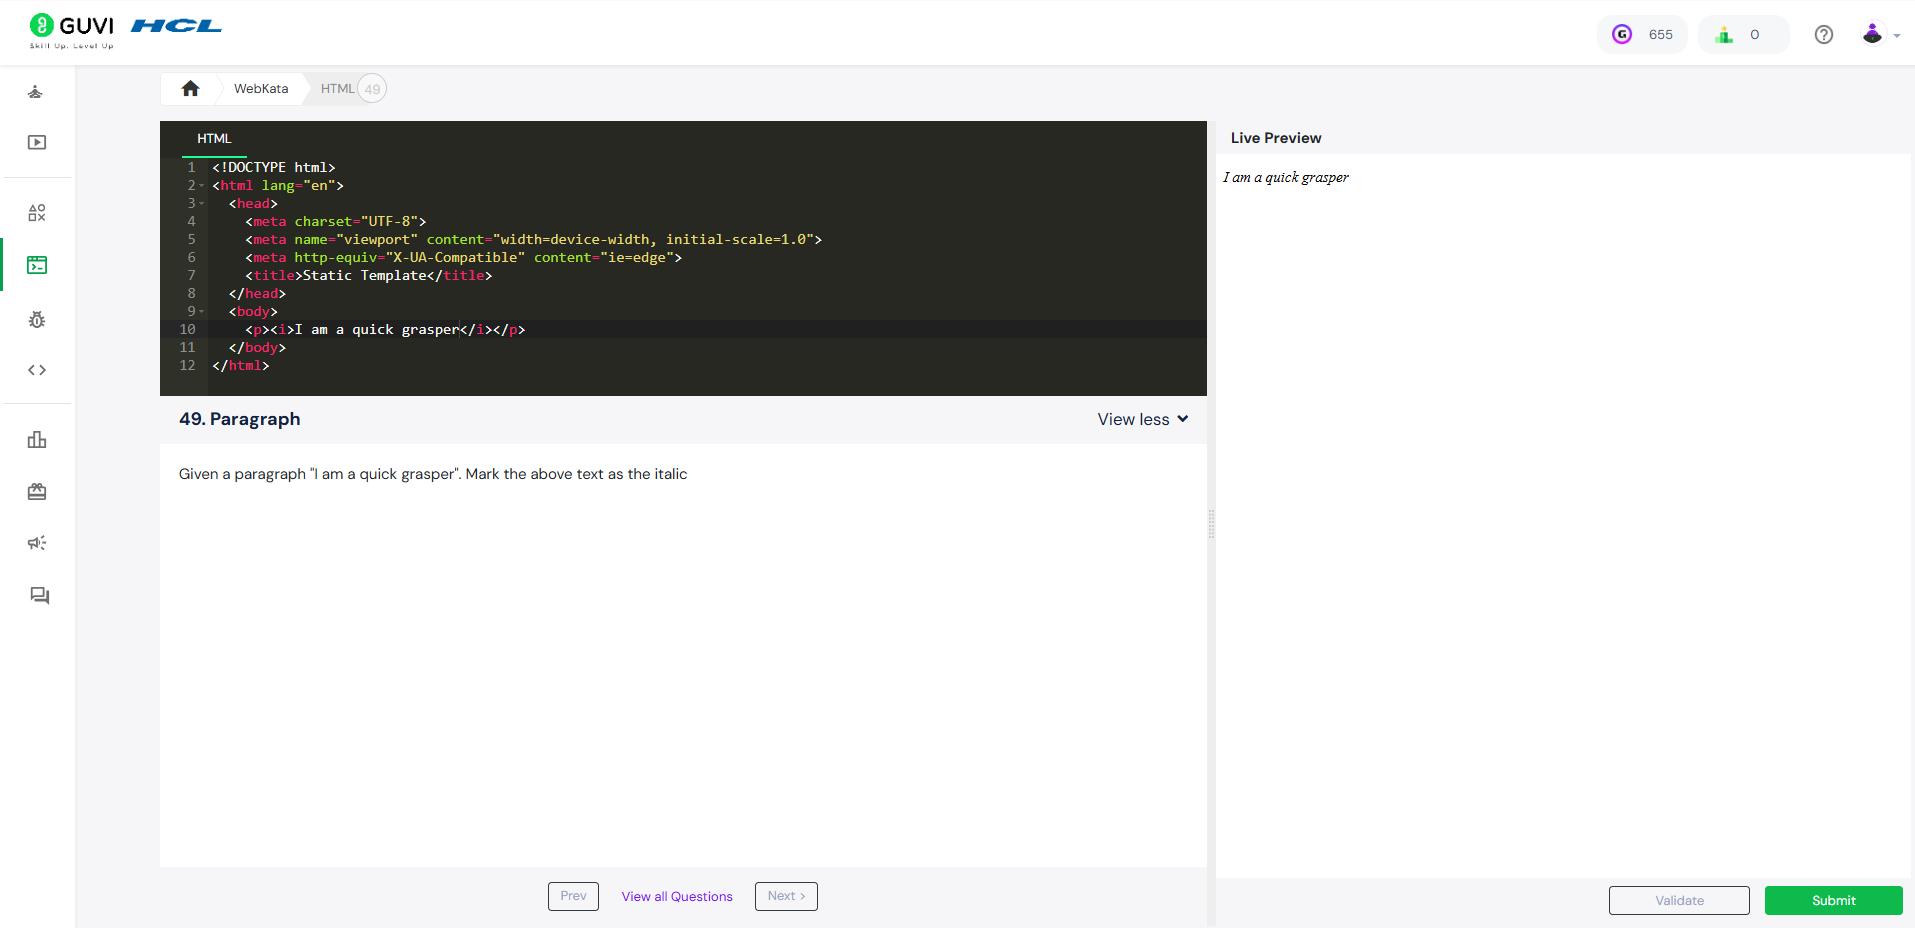 GUVI HCL
Skill Up. Level Up
655
0
WebKata
HTML 49
HTML
1 <!DOCTYPE html>
2 <html lang="en">
3 <head>
4 <meta charset="UTF-8">
5 <meta name="viewport" content="width=device-width, initial-scale=1.0">
6 <meta http-equiv="X-UA-Compatible" content="ie=edge">
7 <title>Static Template</title>
8 </head>
9 <body>
10 <p><i>I am a quick grasper</i></p>
11 </body>
12 </html>
49. Paragraph
View less
Given a paragraph "I am a quick grasper". Mark the above text as the italic
Prev
View all Questions
Next >
Live Preview
I am a quick grasper
Validate
Submit